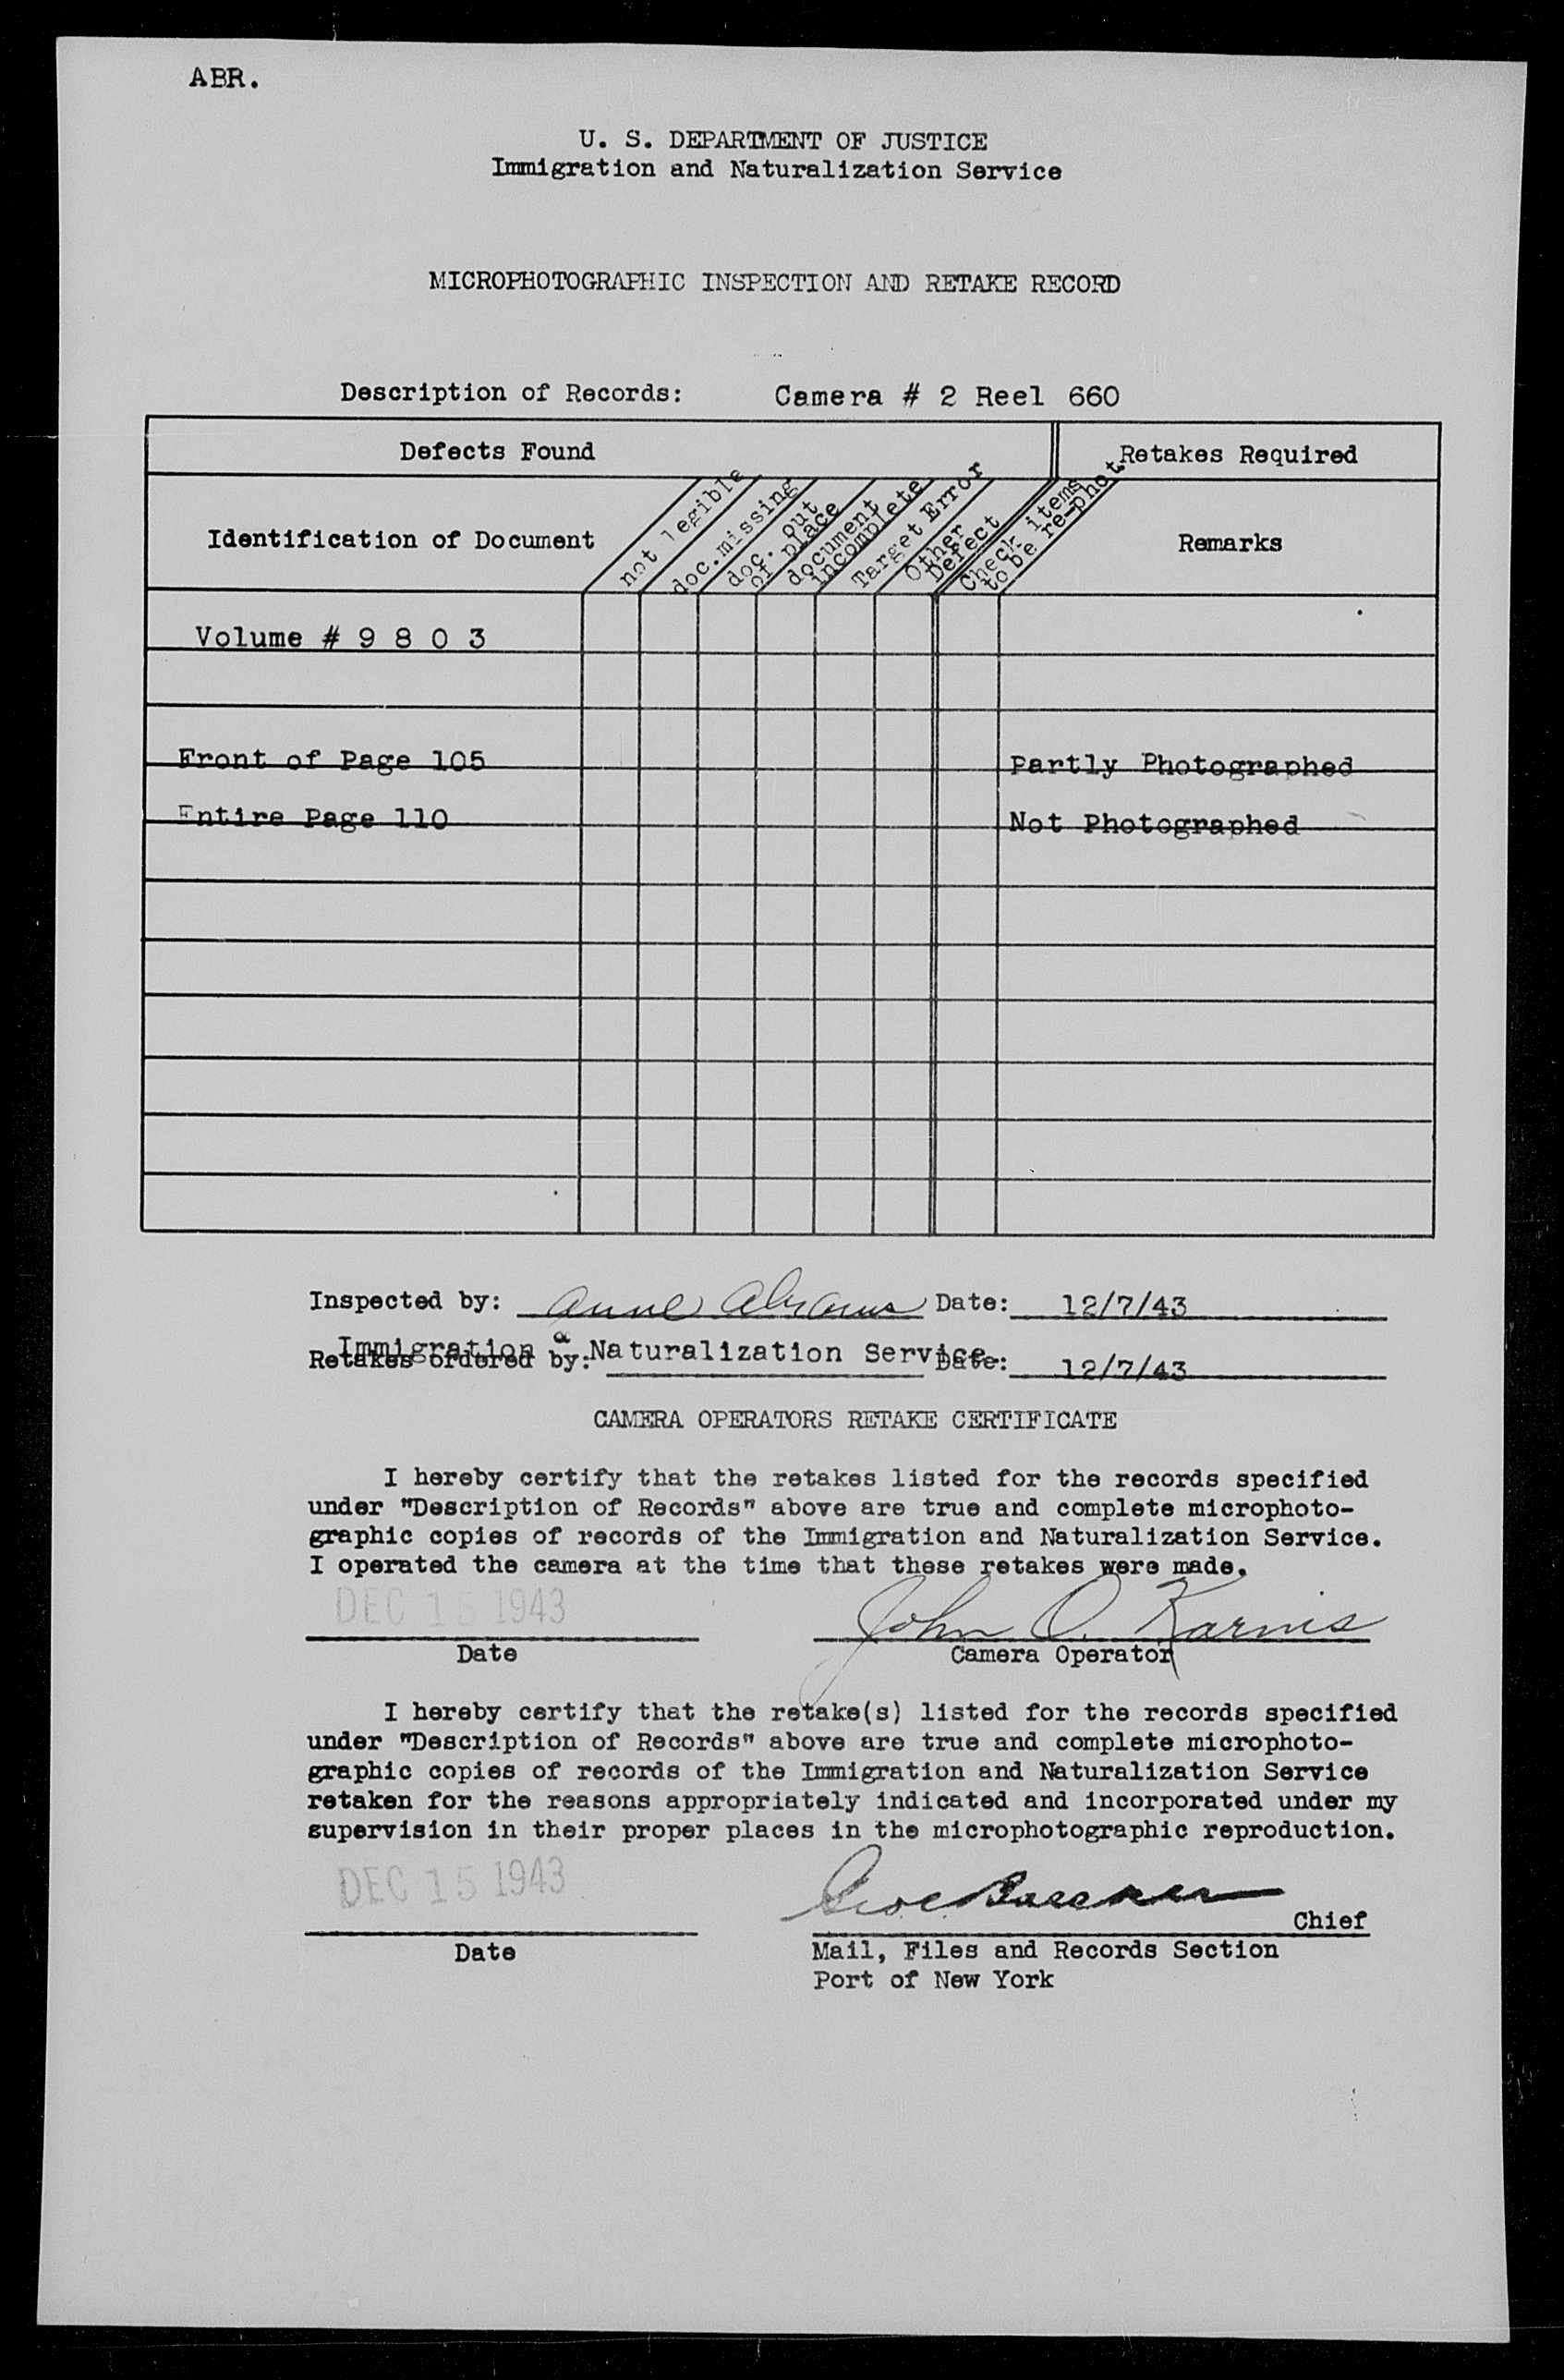 ABR.
U. S. DEPARTMENT OF JUSTICE
Immigration and Naturalization Service
MICROPHOTOGRAPHIC INSPECTION AND RETAKE RECORD
Description of Records: Camera # 2 Reel 660
Defects Found
Retakes Required
Identification of Document
not legible
doc. missing
doc. out
of place
document
incomplete
Target Error
Other
Defect
Check items
to be re-phot.
Remarks
Volume # 9 8 0 3
Front of Page 105 Partly Photographed
Entire Page 110 Not Photographed
Inspected by: Anne Abrams Date: 12/7/43
Immigration & Naturalization Service
Retakes ordered by: Date: 12/7/43
CAMERA OPERATORS RETAKE CERTIFICATE
I hereby certify that the retakes listed for the records specified
under "Description of Records" above are true and complete microphoto-
graphic copies of records of the Immigration and Naturalization Service.
I operated the camera at the time that these retakes were made.
DEC 15 1943 John O. Karnis
Date Camera Operator
I hereby certify that the retake(s) listed for the records specified
under "Description of Records" above are true and complete microphoto-
graphic copies of records of the Immigration and Naturalization Service
retaken for the reasons appropriately indicated and incorporated under my
supervision in their proper places in the microphotographic reproduction.
DEC 15 1943
Chief
Date Mail, Files and Records Section
Port of New York